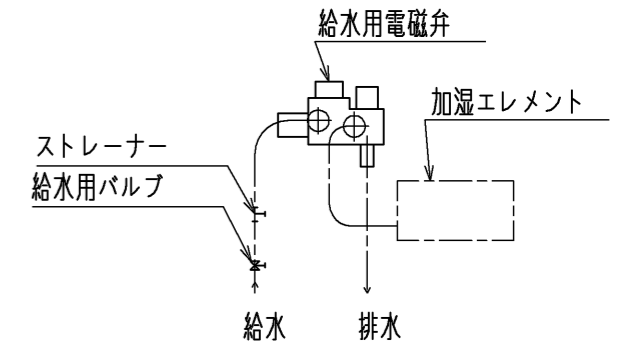 給水用電磁弁
加湿エレメント
ストレーナー
給水用バルブ
給水
排水